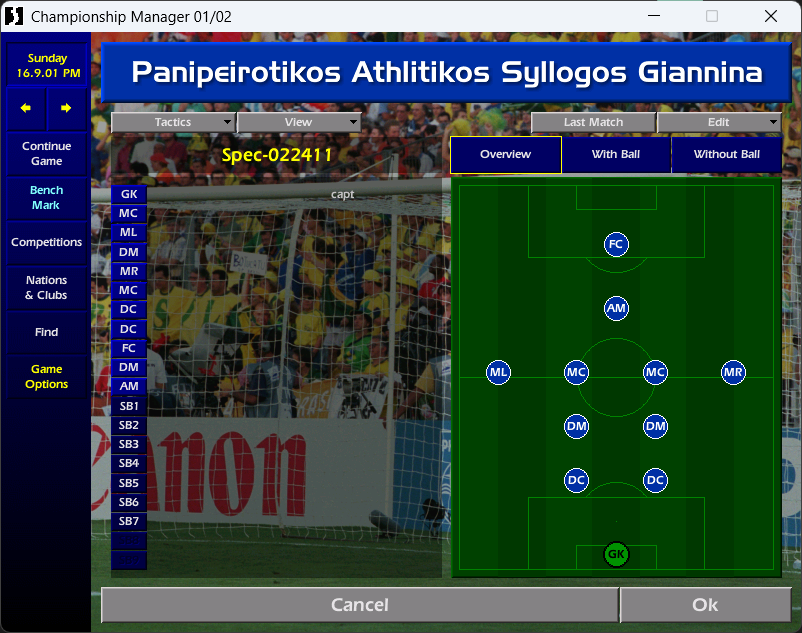 Championship Manager 01/02
Sunday
16.9.01 PM
Continue
Game
Bench
Mark
Competitions
Nations
& Clubs
Find
Game
Options
Panipeirotikos Athlitikos Syllogos Giannina
Tactics
View
Last Match
Edit
Spec-022411
Overview
With Ball
Without Ball
GK capt
MC
ML
DM
MR
MC
DC
DC
FC
DM
AM
SB1
SB2
SB3
SB4
SB5
SB6
SB7
FC
AM
ML MC MC MR
DM DM
DC DC
GK
Cancel
Ok